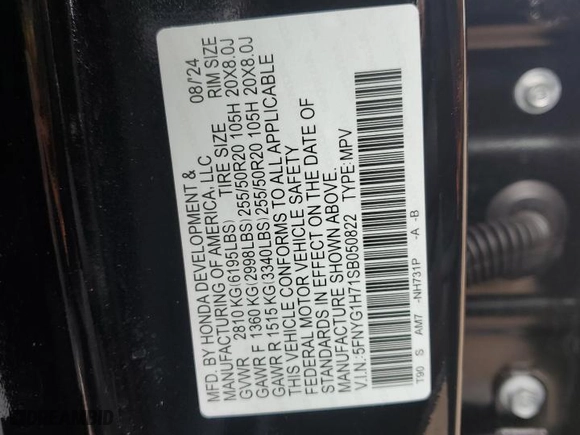 MFD. BY HONDA DEVELOPMENT & 08/'24
MANUFACTURING OF AMERICA, LLC
GVWR 2810 KG(6195LBS) TIRE SIZE RIM SIZE
GAWR F 1360 KG(2998LBS) 255/50R20 105H 20X8.0J
GAWR R 1515 KG(3340LBS) 255/50R20 105H 20X8.0J
THIS VEHICLE CONFORMS TO ALL APPLICABLE
FEDERAL MOTOR VEHICLE SAFETY
STANDARDS IN EFFECT ON THE DATE OF
MANUFACTURE SHOWN ABOVE.
V.I.N.:5FNYG1H71SB050822 TYPE:MPV
T90 S AM7 -NH731P -A -B